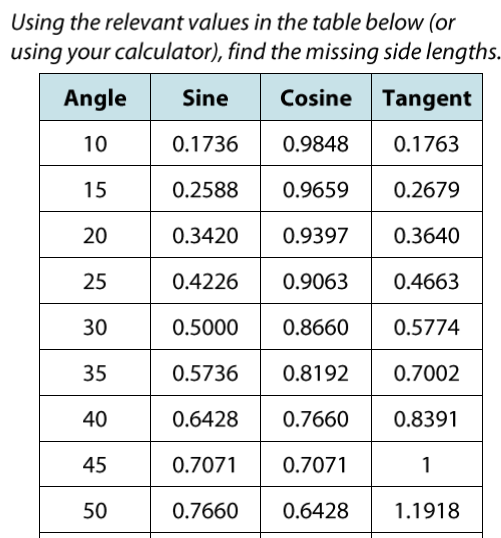 Using the relevant values in the table below (or
using your calculator), find the missing side lengths.
Angle Sine Cosine Tangent
10 0.1736 0.9848 0.1763
15 0.2588 0.9659 0.2679
20 0.3420 0.9397 0.3640
25 0.4226 0.9063 0.4663
30 0.5000 0.8660 0.5774
35 0.5736 0.8192 0.7002
40 0.6428 0.7660 0.8391
45 0.7071 0.7071 1
50 0.7660 0.6428 1.1918